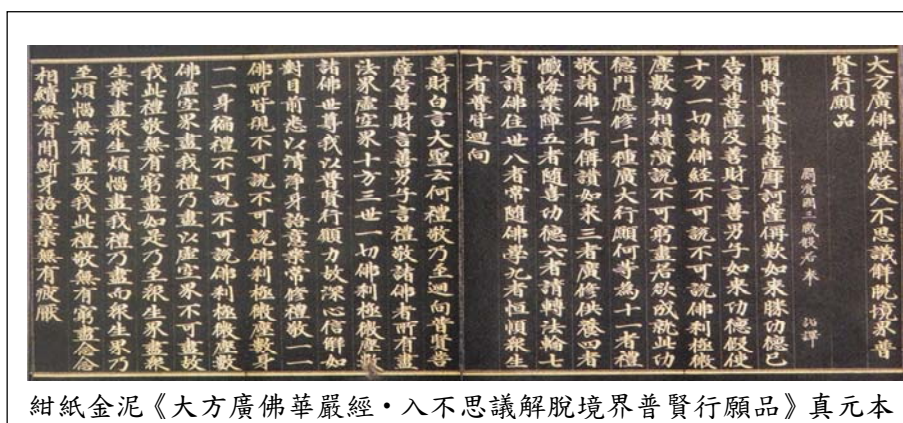 大方廣佛華嚴經入不思議解脫境界普
賢行願品
罽賓國三藏般若奉 詔譯
爾時普賢菩薩摩訶薩稱歎如來勝功德已
告諸菩薩及善財言善男子如來功德假使
十方一切諸佛經不可說不可說佛剎極微
塵數劫相續演說不可窮盡若欲成就此功
德門應修十種廣大行願何等為十一者禮
敬諸佛二者稱讚如來三者廣修供養四者
懺悔業障五者隨喜功德六者請轉法輪七
者請佛住世八者常隨佛學九者恒順眾生
十者普皆迴向
善財白言大聖云何禮敬乃至迴向普賢菩
薩告善財言善男子言禮敬諸佛者所有盡
法界虛空界十方三世一切佛剎極微塵數
諸佛世尊我以普賢行願力故深心信解如
對目前悉以清淨身語意業常修禮敬一一
佛所皆現不可說不可說佛剎極微塵數身
一一身徧禮不可說不可說佛剎極微塵數
佛虛空界盡我禮乃盡以虛空界不可盡故
我此禮敬無有窮盡如是乃至眾生界盡眾
生業盡眾生煩惱盡我禮乃盡而眾生界乃
至煩惱無有盡故我此禮敬無有窮盡念念
相續無有間斷身語意業無有疲厭
紺紙金泥《大方廣佛華嚴經・入不思議解脫境界普賢行願品》真元本